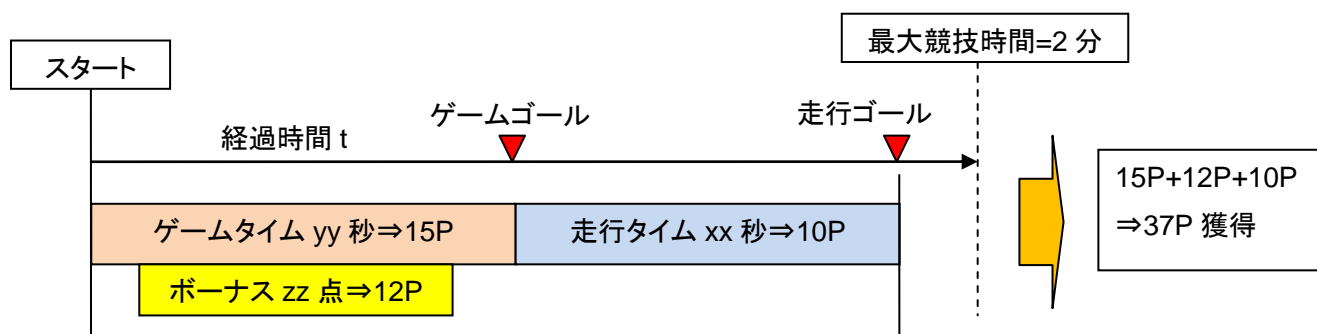 最大競技時間=2 分
スタート
ゲームゴール
走行ゴール
経過時間 t
15P+12P+10P
⇒37P 獲得
ゲームタイム yy 秒⇒15P
走行タイム xx 秒⇒10P
ボーナス zz 点⇒12P